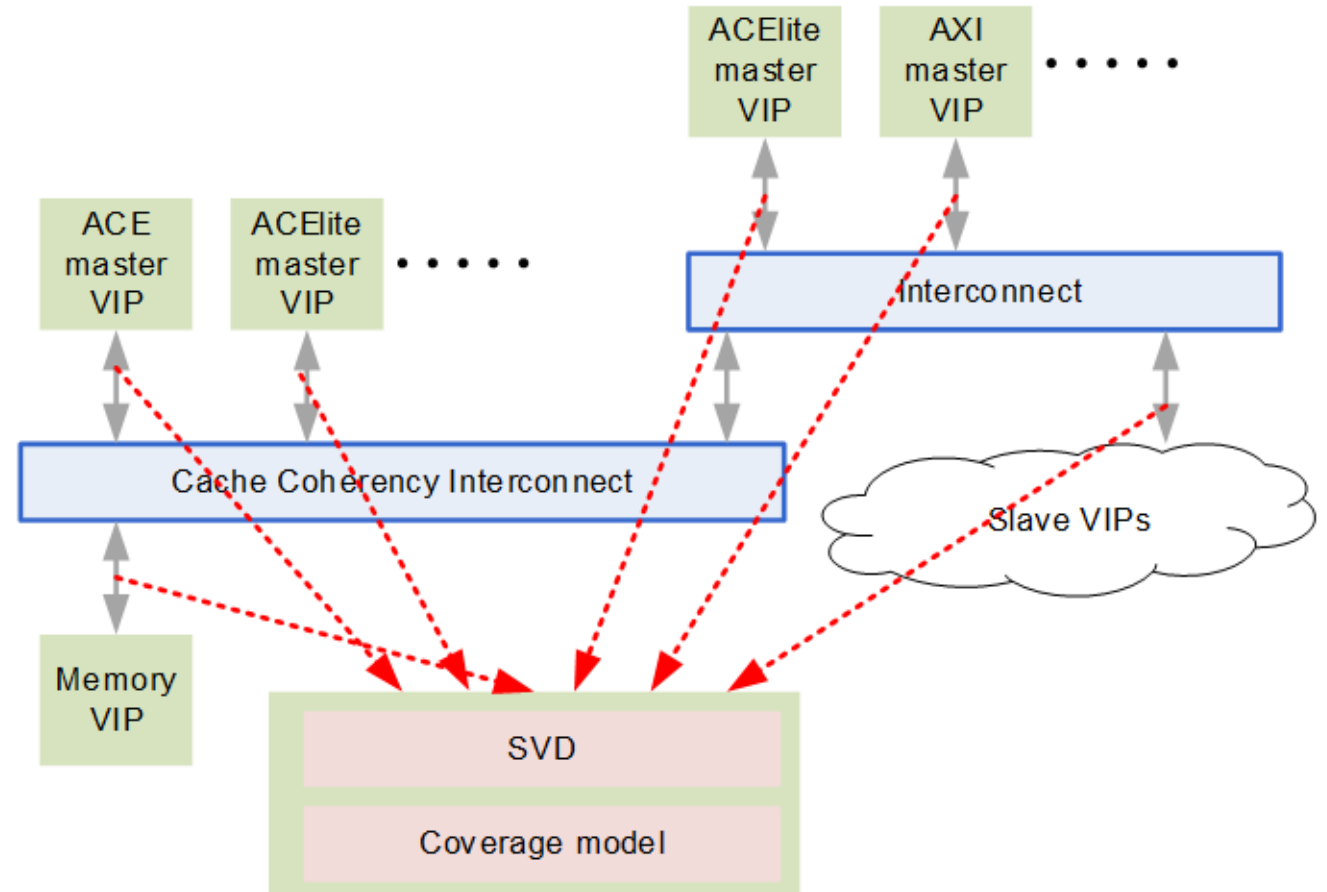 ACElite
master
VIP
AXI
master
VIP
ACE
master
VIP
ACElite
master
VIP
Interconnect
Cache Coherency Interconnect
Slave VIPs
Memory
VIP
SVD
Coverage model